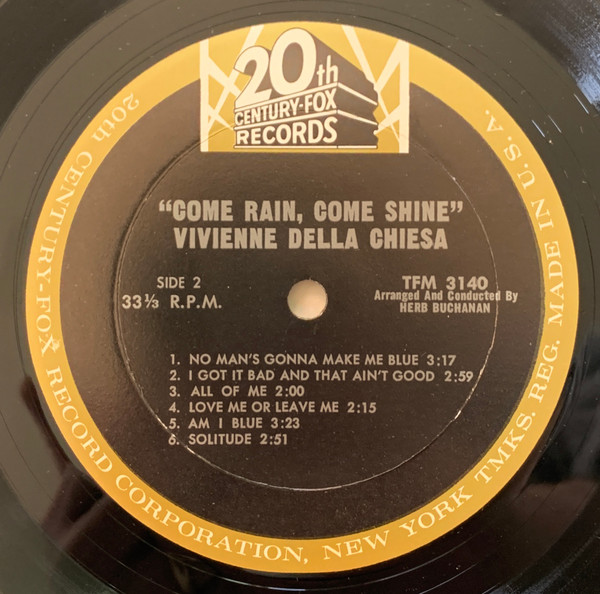 20th
CENTURY-FOX
RECORDS
"COME RAIN, COME SHINE"
VIVIENNE DELLA CHIESA
SIDE 2
33⅓ R.P.M.
TFM 3140
Arranged And Conducted By
HERB BUCHANAN
1. NO MAN'S GONNA MAKE ME BLUE 3:17
2. I GOT IT BAD AND THAT AIN'T GOOD 2:59
3. ALL OF ME 2:00
4. LOVE ME OR LEAVE ME 2:15
5. AM I BLUE 3:23
6. SOLITUDE 2:51
20th CENTURY-FOX RECORD CORPORATION, NEW YORK TMKS. REG. MADE IN U.S.A.